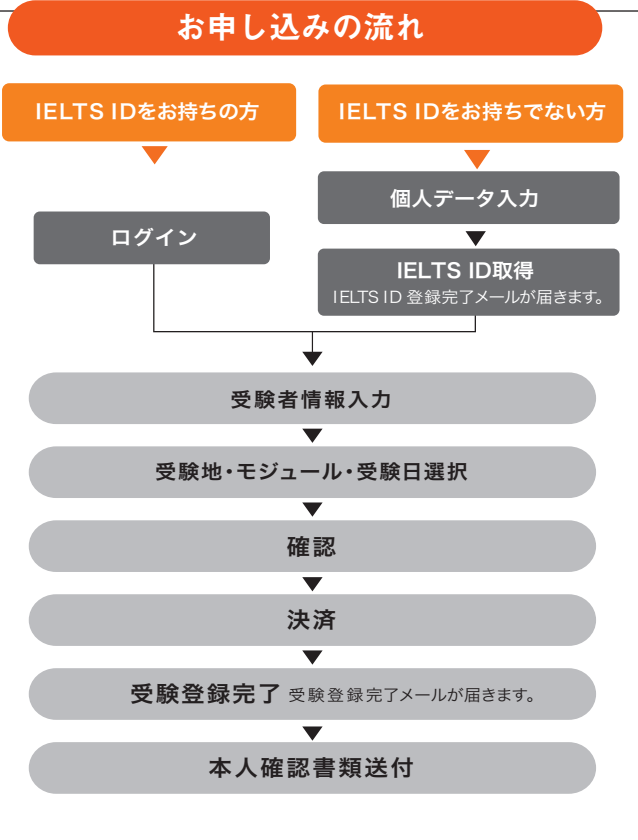 お申し込みの流れ
IELTS IDをお持ちの方
IELTS IDをお持ちでない方
ログイン
個人データ入力
IELTS ID取得
IELTS ID 登録完了メールが届きます。
受験者情報入力
受験地・モジュール・受験日選択
確認
決済
受験登録完了 受験登録完了メールが届きます。
本人確認書類送付